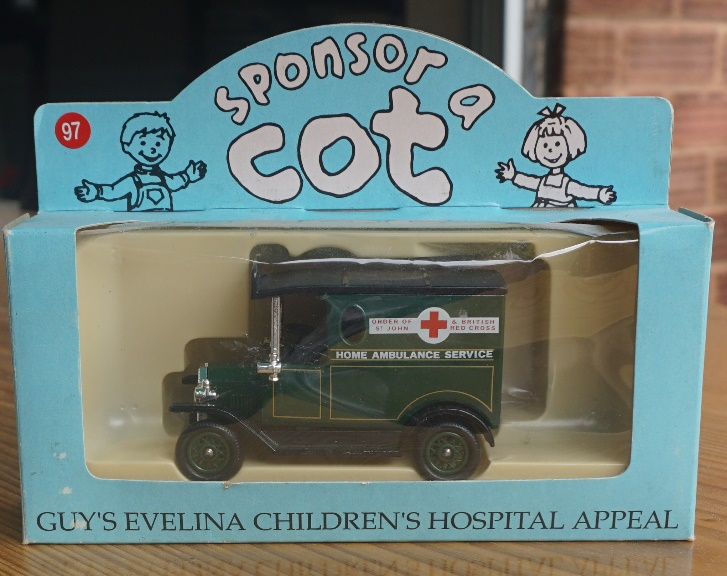 sponsor a
cot
97
ORDER OF & BRITISH
ST JOHN RED CROSS
HOME AMBULANCE SERVICE
GUY'S EVELINA CHILDREN'S HOSPITAL APPEAL